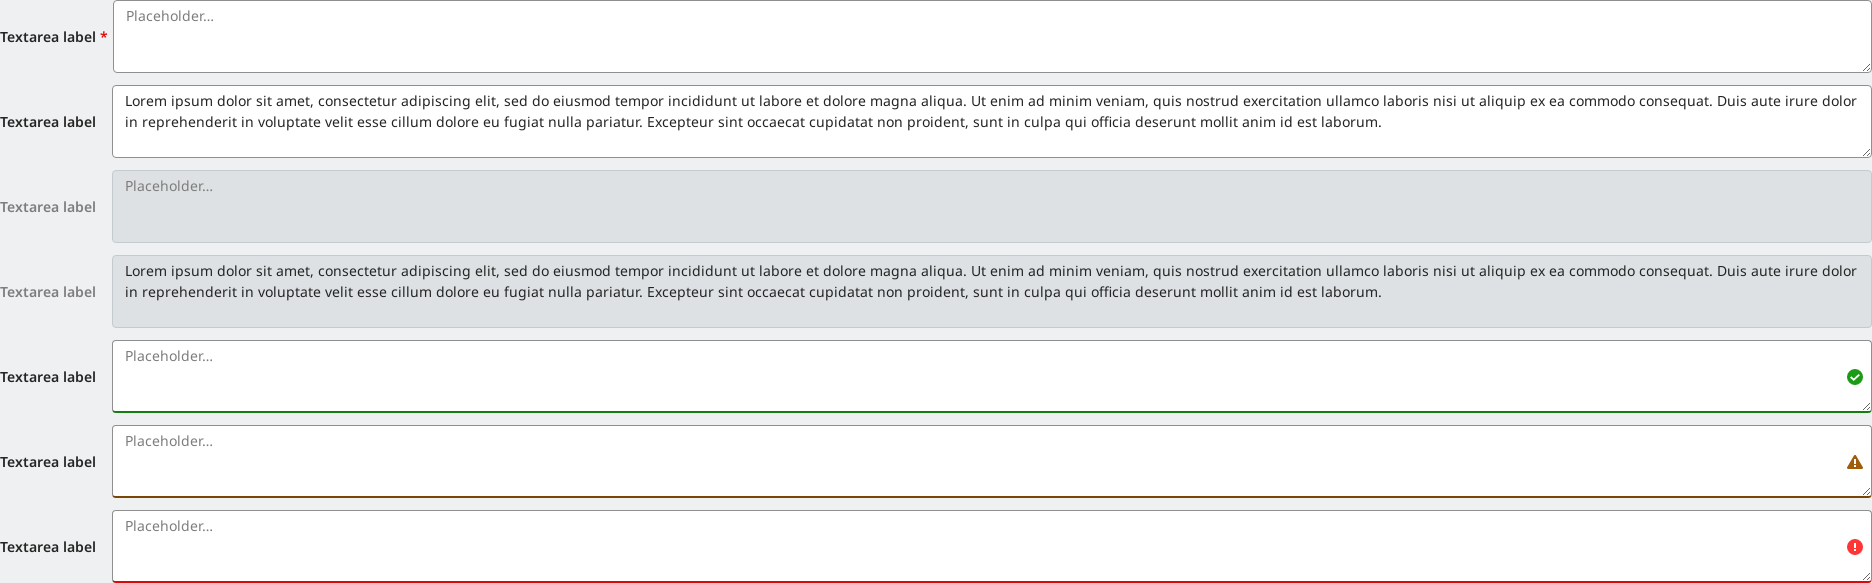 Placeholder...
Textarea label *
Lorem ipsum dolor sit amet, consectetur adipiscing elit, sed do eiusmod tempor incididunt ut labore et dolore magna aliqua. Ut enim ad minim veniam, quis nostrud exercitation ullamco laboris nisi ut aliquip ex ea commodo consequat. Duis aute irure dolor
Textarea label
in reprehenderit in voluptate velit esse cillum dolore eu fugiat nulla pariatur. Excepteur sint occaecat cupidatat non proident, sunt in culpa qui officia deserunt mollit anim id est laborum.
Placeholder...
Textarea label
Lorem ipsum dolor sit amet, consectetur adipiscing elit, sed do eiusmod tempor incididunt ut labore et dolore magna aliqua. Ut enim ad minim veniam, quis nostrud exercitation ullamco laboris nisi ut aliquip ex ea commodo consequat. Duis aute irure dolor
Textarea label
in reprehenderit in voluptate velit esse cillum dolore eu fugiat nulla pariatur. Excepteur sint occaecat cupidatat non proident, sunt in culpa qui officia deserunt mollit anim id est laborum.
Placeholder...
Textarea label
Placeholder...
Textarea label
Placeholder...
Textarea label